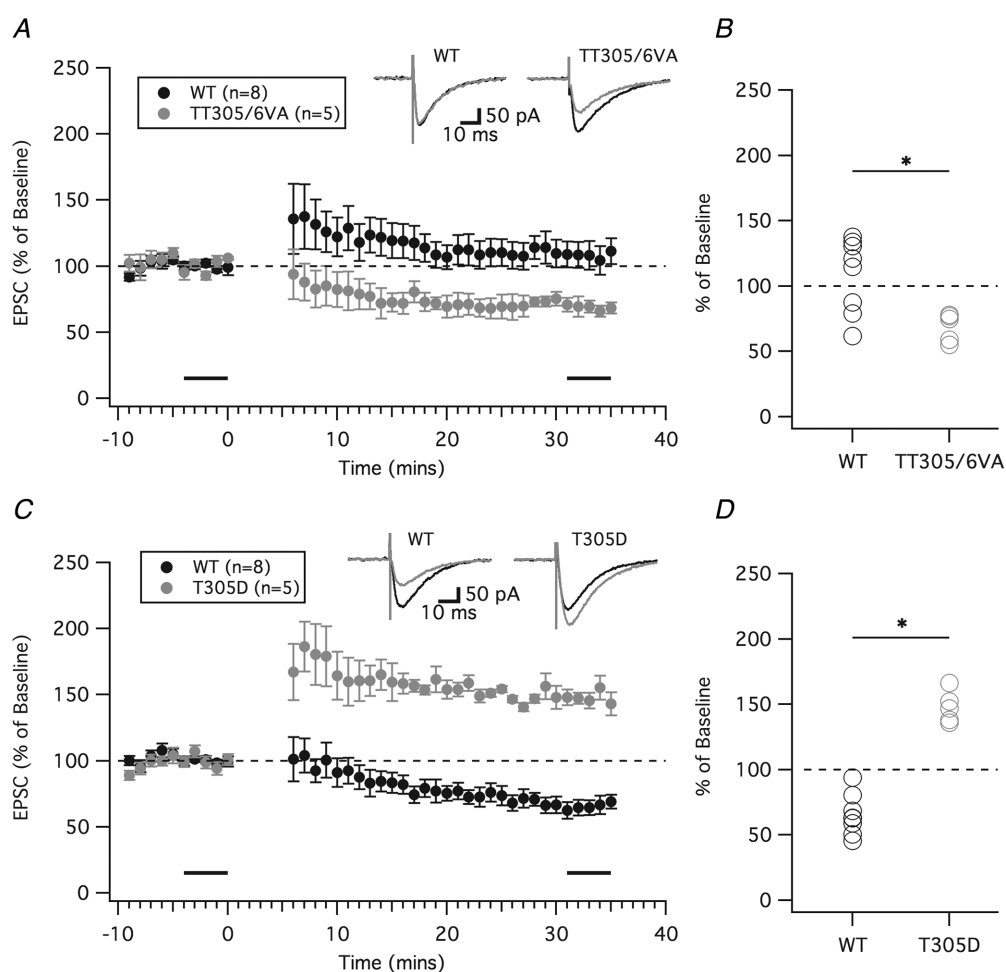 A
B
WT
TT305/6VA
WT (n=8)
TT305/6VA (n=5)
50 pA
10 ms
EPSC (% of Baseline)
250
200
150
100
50
0
-10
0
10
20
30
40
Time (mins)
% of Baseline
250
200
150
100
50
0
*
WT
TT305/6VA
C
D
WT
T305D
WT (n=8)
T305D (n=5)
50 pA
10 ms
EPSC (% of Baseline)
250
200
150
100
50
0
-10
0
10
20
30
40
Time (mins)
% of Baseline
250
200
150
100
50
0
*
WT
T305D